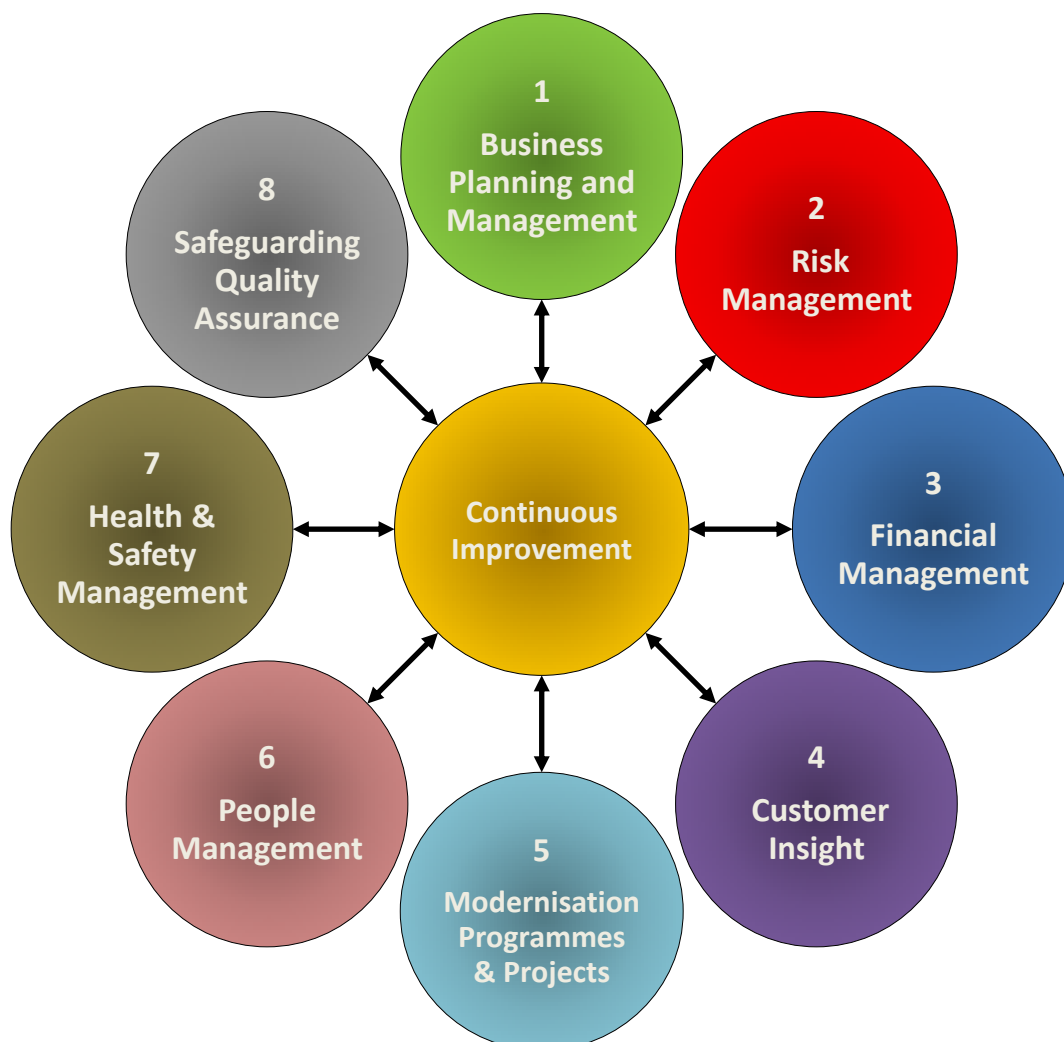 1
Business
Planning and
Management
2
Risk
Management
3
Financial
Management
4
Customer
Insight
5
Modernisation
Programmes
& Projects
6
People
Management
7
Health &
Safety
Management
8
Safeguarding
Quality
Assurance
Continuous
Improvement